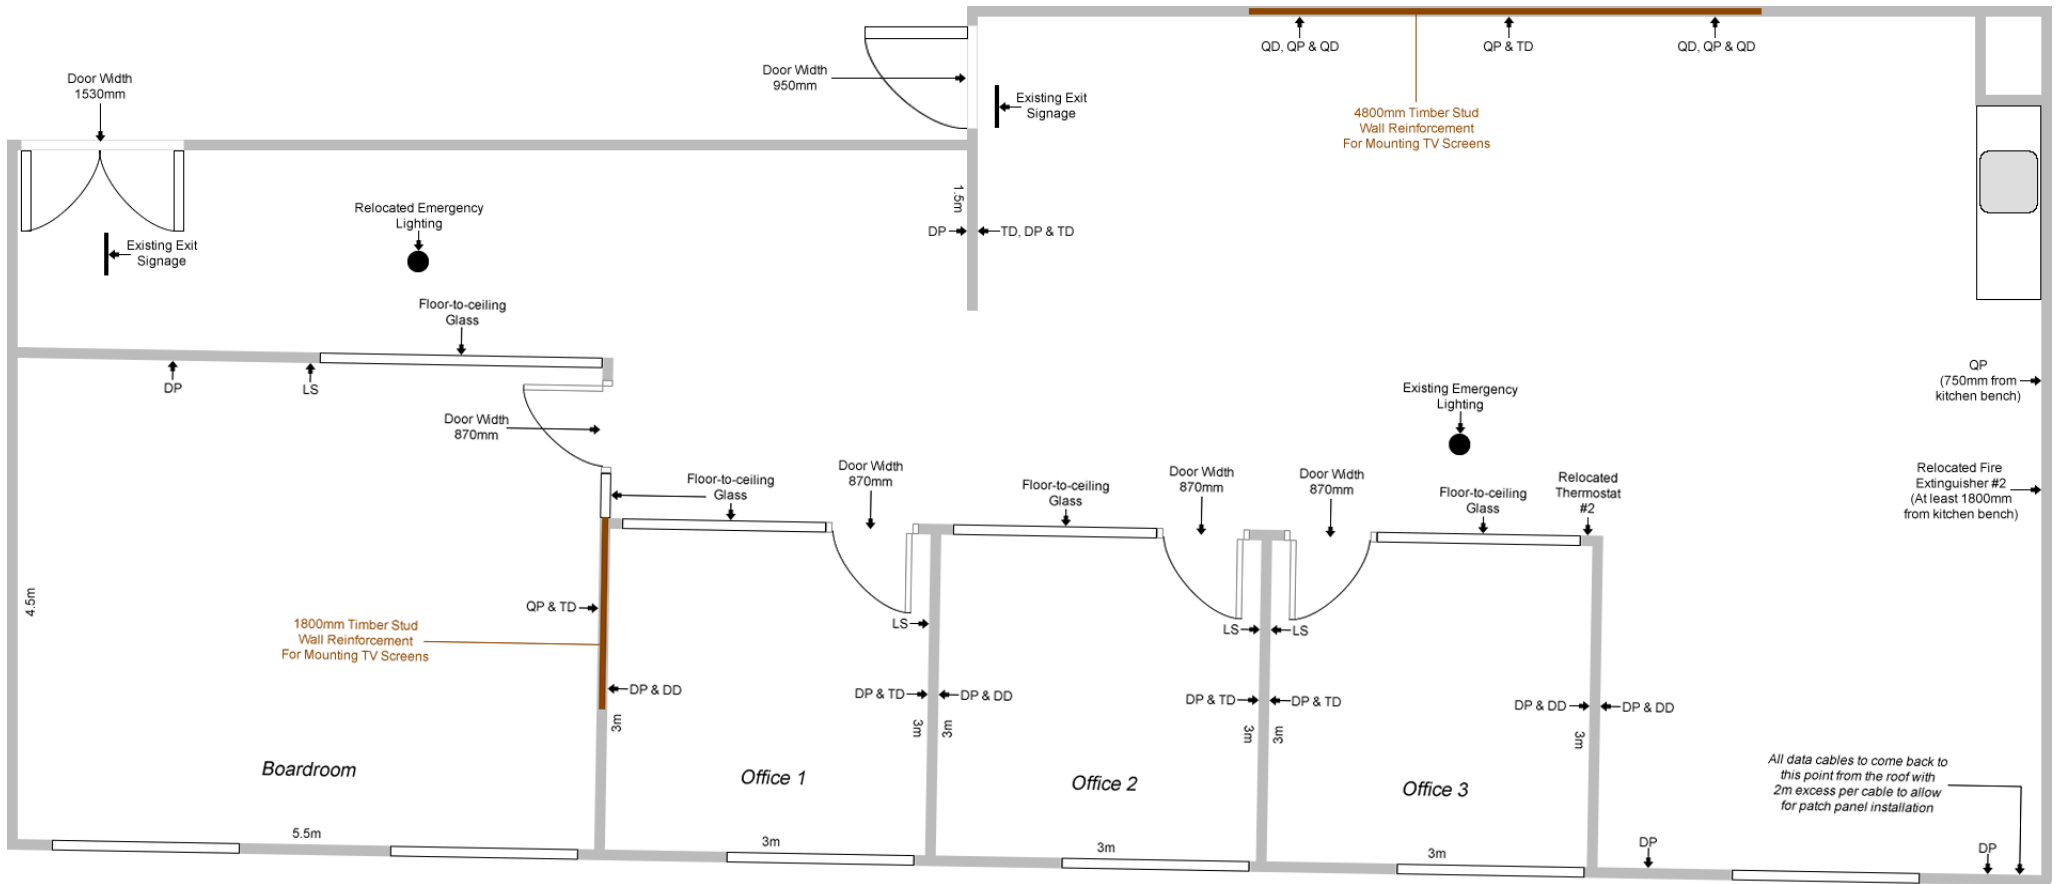 QD, QP & QD
QP & TD
QD, QP & QD
Door Width
950mm
Door Width
1530mm
Existing Exit
Signage
4800mm Timber Stud
Wall Reinforcement
For Mounting TV Screens
1.5m
Relocated Emergency
Lighting
DP
TD, DP & TD
Existing Exit
Signage
Floor-to-ceiling
Glass
DP
LS
QP
(750mm from
kitchen bench)
Existing Emergency
Lighting
Door Width
870mm
Door Width
870mm
Door Width
870mm
Door Width
870mm
Relocated Fire
Extinguisher #2
(At least 1800mm
from kitchen bench)
Floor-to-ceiling
Glass
Floor-to-ceiling
Glass
Floor-to-ceiling
Glass
Relocated
Thermostat
#2
4.5m
QP & TD
1800mm Timber Stud
Wall Reinforcement
For Mounting TV Screens
LS
LS
LS
DP & DD
DP & TD
DP & DD
DP & TD
DP & TD
DP & DD
DP & DD
3m
3m
3m
3m
3m
3m
Boardroom
Office 1
Office 2
Office 3
All data cables to come back to
this point from the roof with
2m excess per cable to allow
for patch panel installation
5.5m
3m
3m
3m
DP
DP